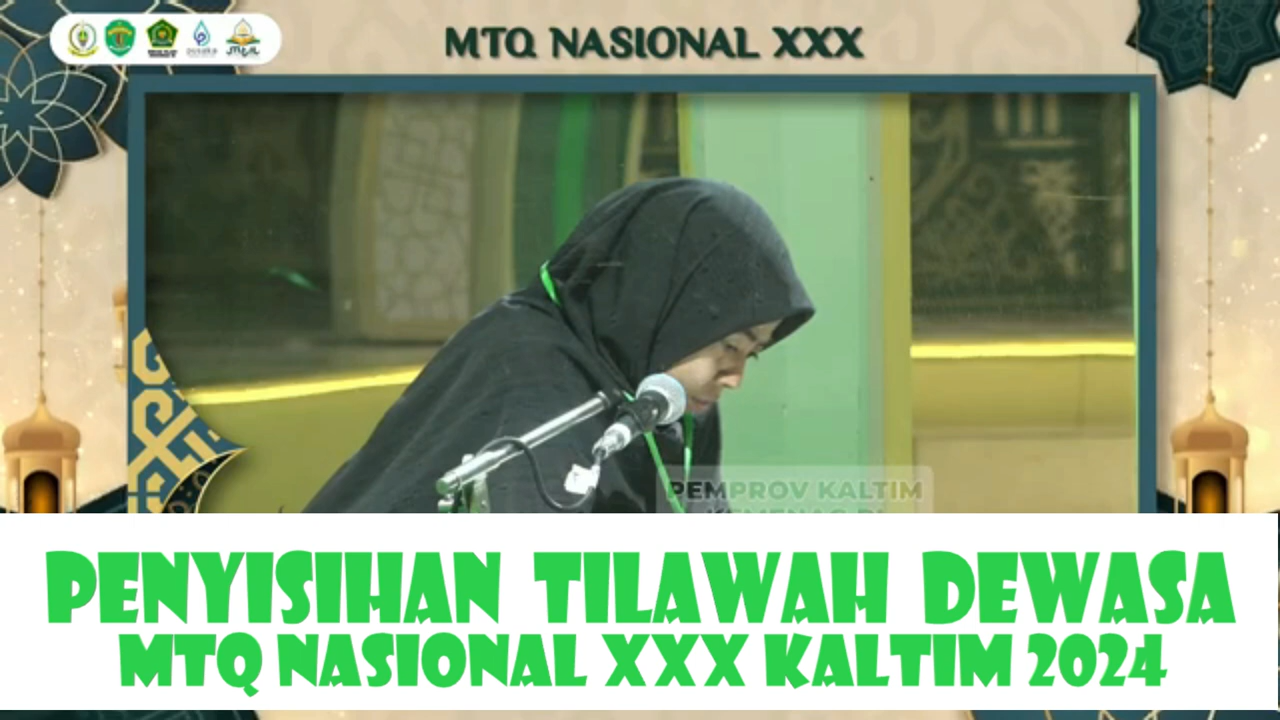 MTQ NASIONAL XXX
PEMPROV KALTIM
PENYISIHAN TILAWAH DEWASA
MTQ NASIONAL XXX KALTIM 2024